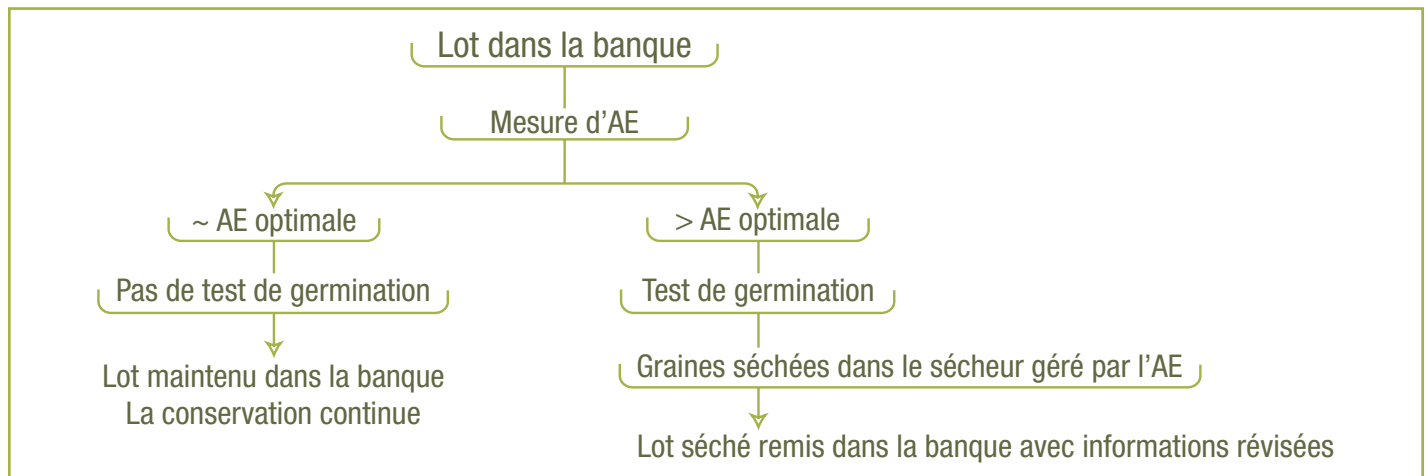 Lot dans la banque
Mesure d’AE
~ AE optimale
> AE optimale
Pas de test de germination
Test de germination
Lot maintenu dans la banque
La conservation continue
Graines séchées dans le sécheur géré par l’AE
Lot séché remis dans la banque avec informations révisées